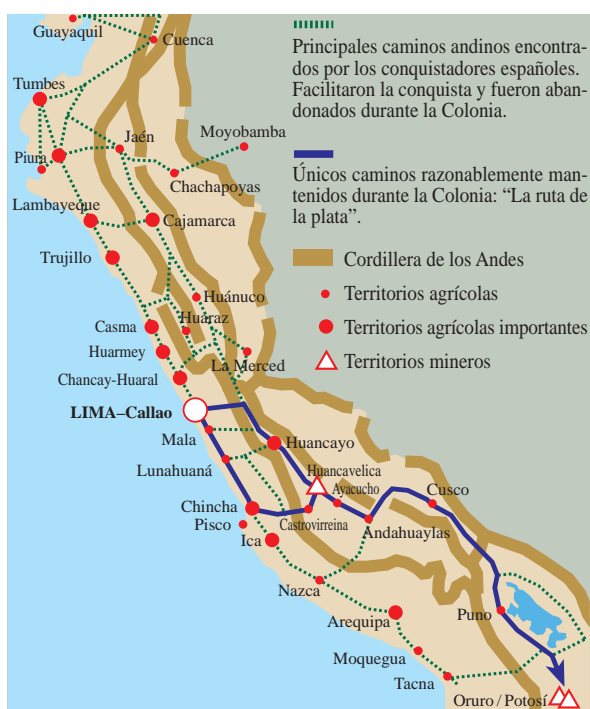 Guayaquil
Cuenca
Tumbes
Jaén
Moyobamba
Piura
Chachapoyas
Lambayeque
Cajamarca
Trujillo
Huánuco
Casma
Huaraz
Huarmey
La Merced
Chancay-Huaral
LIMA–Callao
Mala
Huancayo
Lunahuaná
Huancavelica
Ayacucho
Cusco
Chincha
Pisco
Castrovirreina
Andahuaylas
Ica
Nazca
Puno
Arequipa
Moquegua
Tacna
Oruro / Potosí
Principales caminos andinos encontra-
dos por los conquistadores españoles.
Facilitaron la conquista y fueron aban-
donados durante la Colonia.
Únicos caminos razonablemente man-
tenidos durante la Colonia: “La ruta de
la plata”.
Cordillera de los Andes
Territorios agrícolas
Territorios agrícolas importantes
Territorios mineros